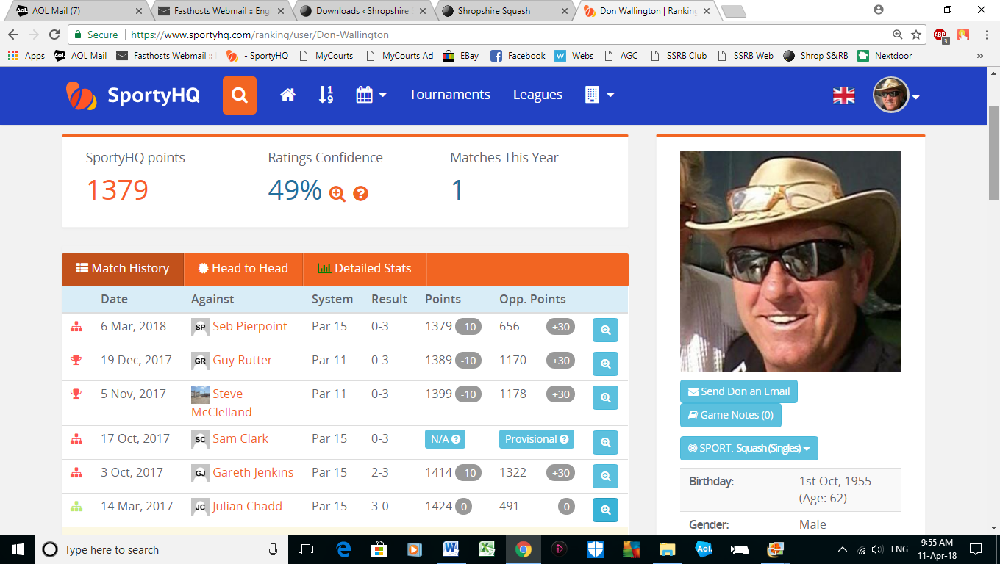 AOL Mail (7)
Fasthosts Webmail :: Eng
Downloads ‹ Shropshire
Shropshire Squash
Don Wallington | Rankin
Secure
https://www.sportyhq.com/ranking/user/Don-Wallington
ABP
3
Apps
Aol.
AOL Mail
Fasthosts Webmail ::
- SportyHQ
MyCourts
MyCourts Ad
EBay
Facebook
W
Webs
AGC
SSRB Club
SSRB Web
Shrop S&RB
Nextdoor
»
SportyHQ
Tournaments
Leagues
SportyHQ points
Ratings Confidence
Matches This Year
1379
49%
1
Match History
Head to Head
Detailed Stats
Date Against System Result Points Opp. Points
6 Mar, 2018 SP Seb Pierpoint Par 15 0-3 1379 -10 656 +30
19 Dec, 2017 GR Guy Rutter Par 11 0-3 1389 -10 1170 +30
5 Nov, 2017 Steve Par 11 0-3 1399 -10 1178 +30
McClelland
17 Oct, 2017 SC Sam Clark Par 15 0-3 N/A ? Provisional ?
3 Oct, 2017 GJ Gareth Jenkins Par 15 2-3 1414 -10 1322 +30
14 Mar, 2017 JC Julian Chadd Par 15 3-0 1424 0 491 0
Send Don an Email
Game Notes (0)
SPORT: Squash (Singles)
Birthday: 1st Oct, 1955
(Age: 62)
Gender: Male
Type here to search
Aol.
ENG
9:55 AM
11-Apr-18